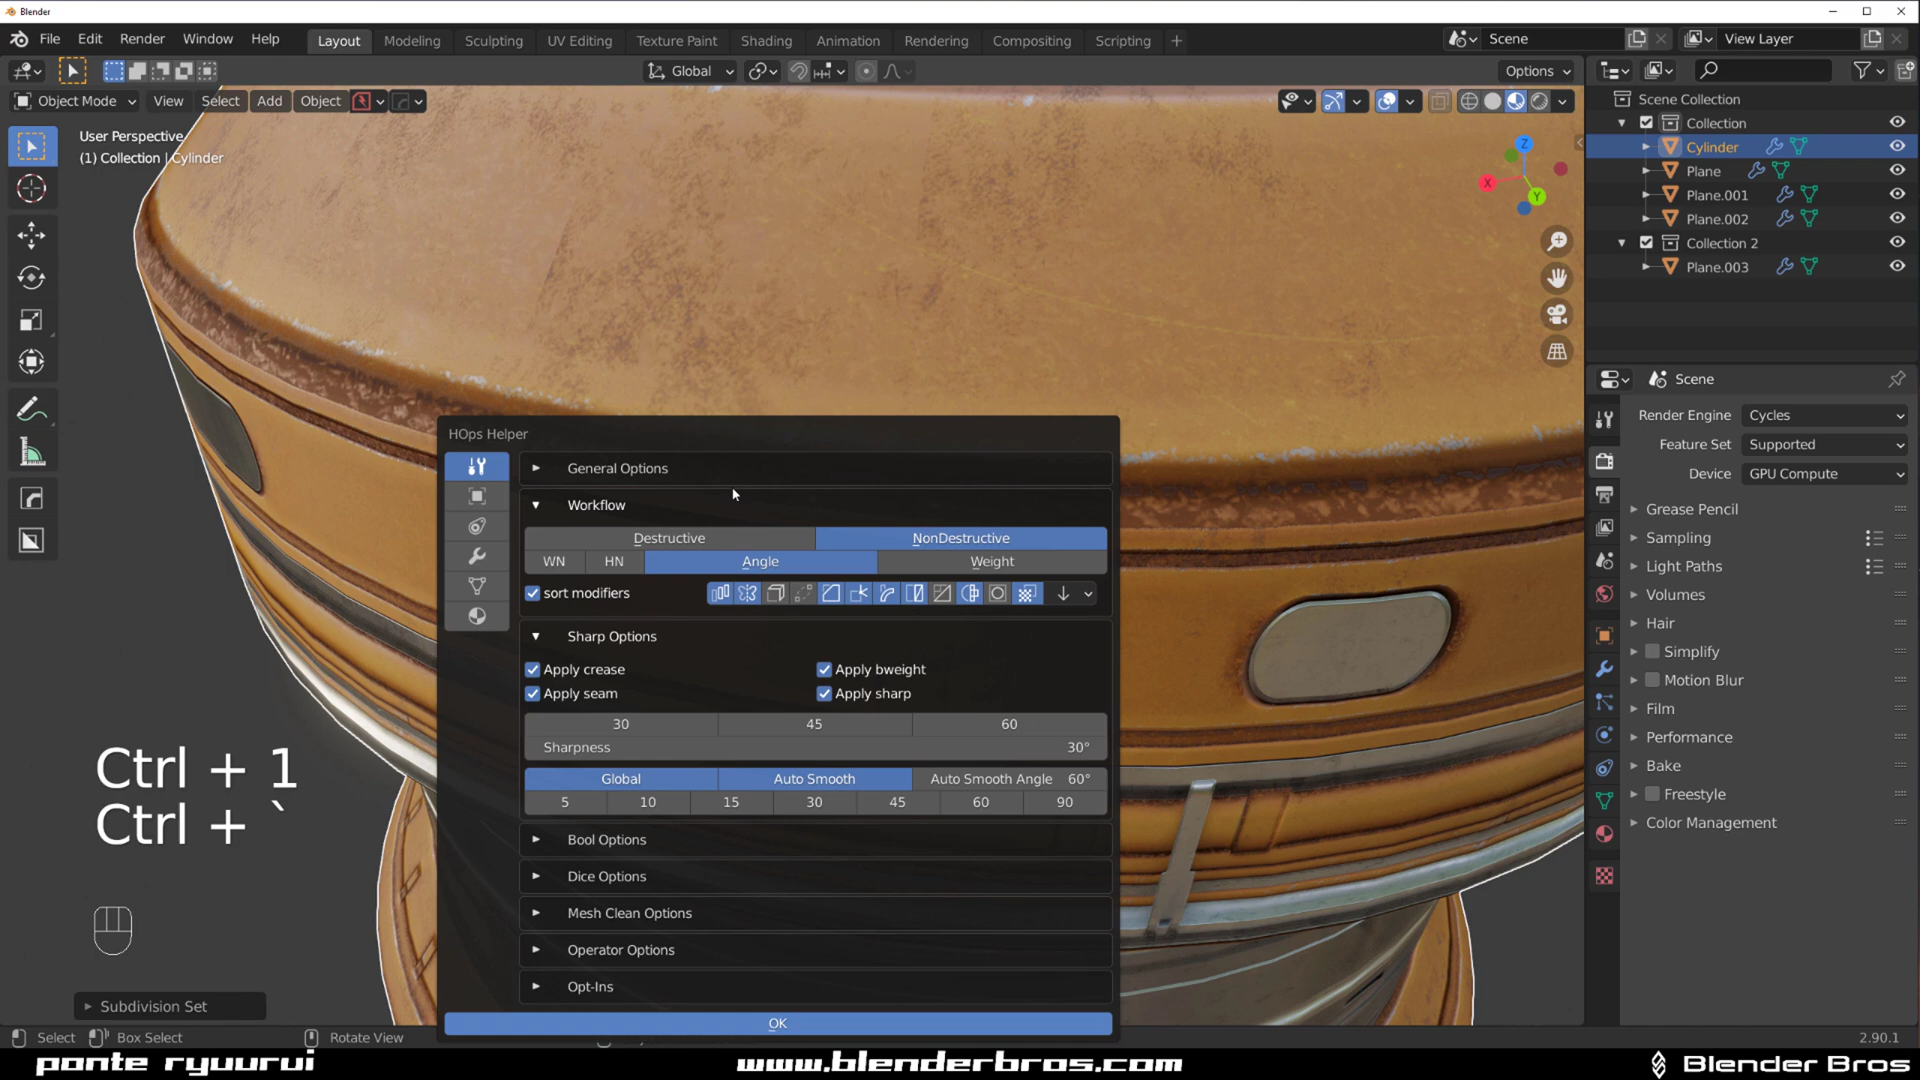 Blender
File Edit Render Window Help Layout Modeling Sculpting UV Editing Texture Paint Shading Animation Rendering Compositing Scripting + Scene View Layer
Global Options
Object Mode View Select Add Object
User Perspective
(1) Collection | Cylinder
Z
X
Y
Scene Collection
Collection
Cylinder
Plane
Plane.001
Plane.002
Collection 2
Plane.003
Scene
Render Engine Cycles
Feature Set Supported
Device GPU Compute
Grease Pencil
Sampling
Light Paths
Volumes
Hair
Simplify
Motion Blur
Film
Performance
Bake
Freestyle
Color Management
HOps Helper
General Options
Workflow
Destructive NonDestructive
WN HN Angle Weight
sort modifiers
Sharp Options
Apply crease Apply bweight
Apply seam Apply sharp
30 45 60
Sharpness 30°
Global Auto Smooth Auto Smooth Angle 60°
5 10 15 30 45 60 90
Bool Options
Dice Options
Mesh Clean Options
Operator Options
Opt-Ins
OK
Ctrl + 1
Ctrl + `
Subdivision Set
Select Box Select Rotate View 2.90.1
ponte ryuurui www.blenderbros.com Blender Bros